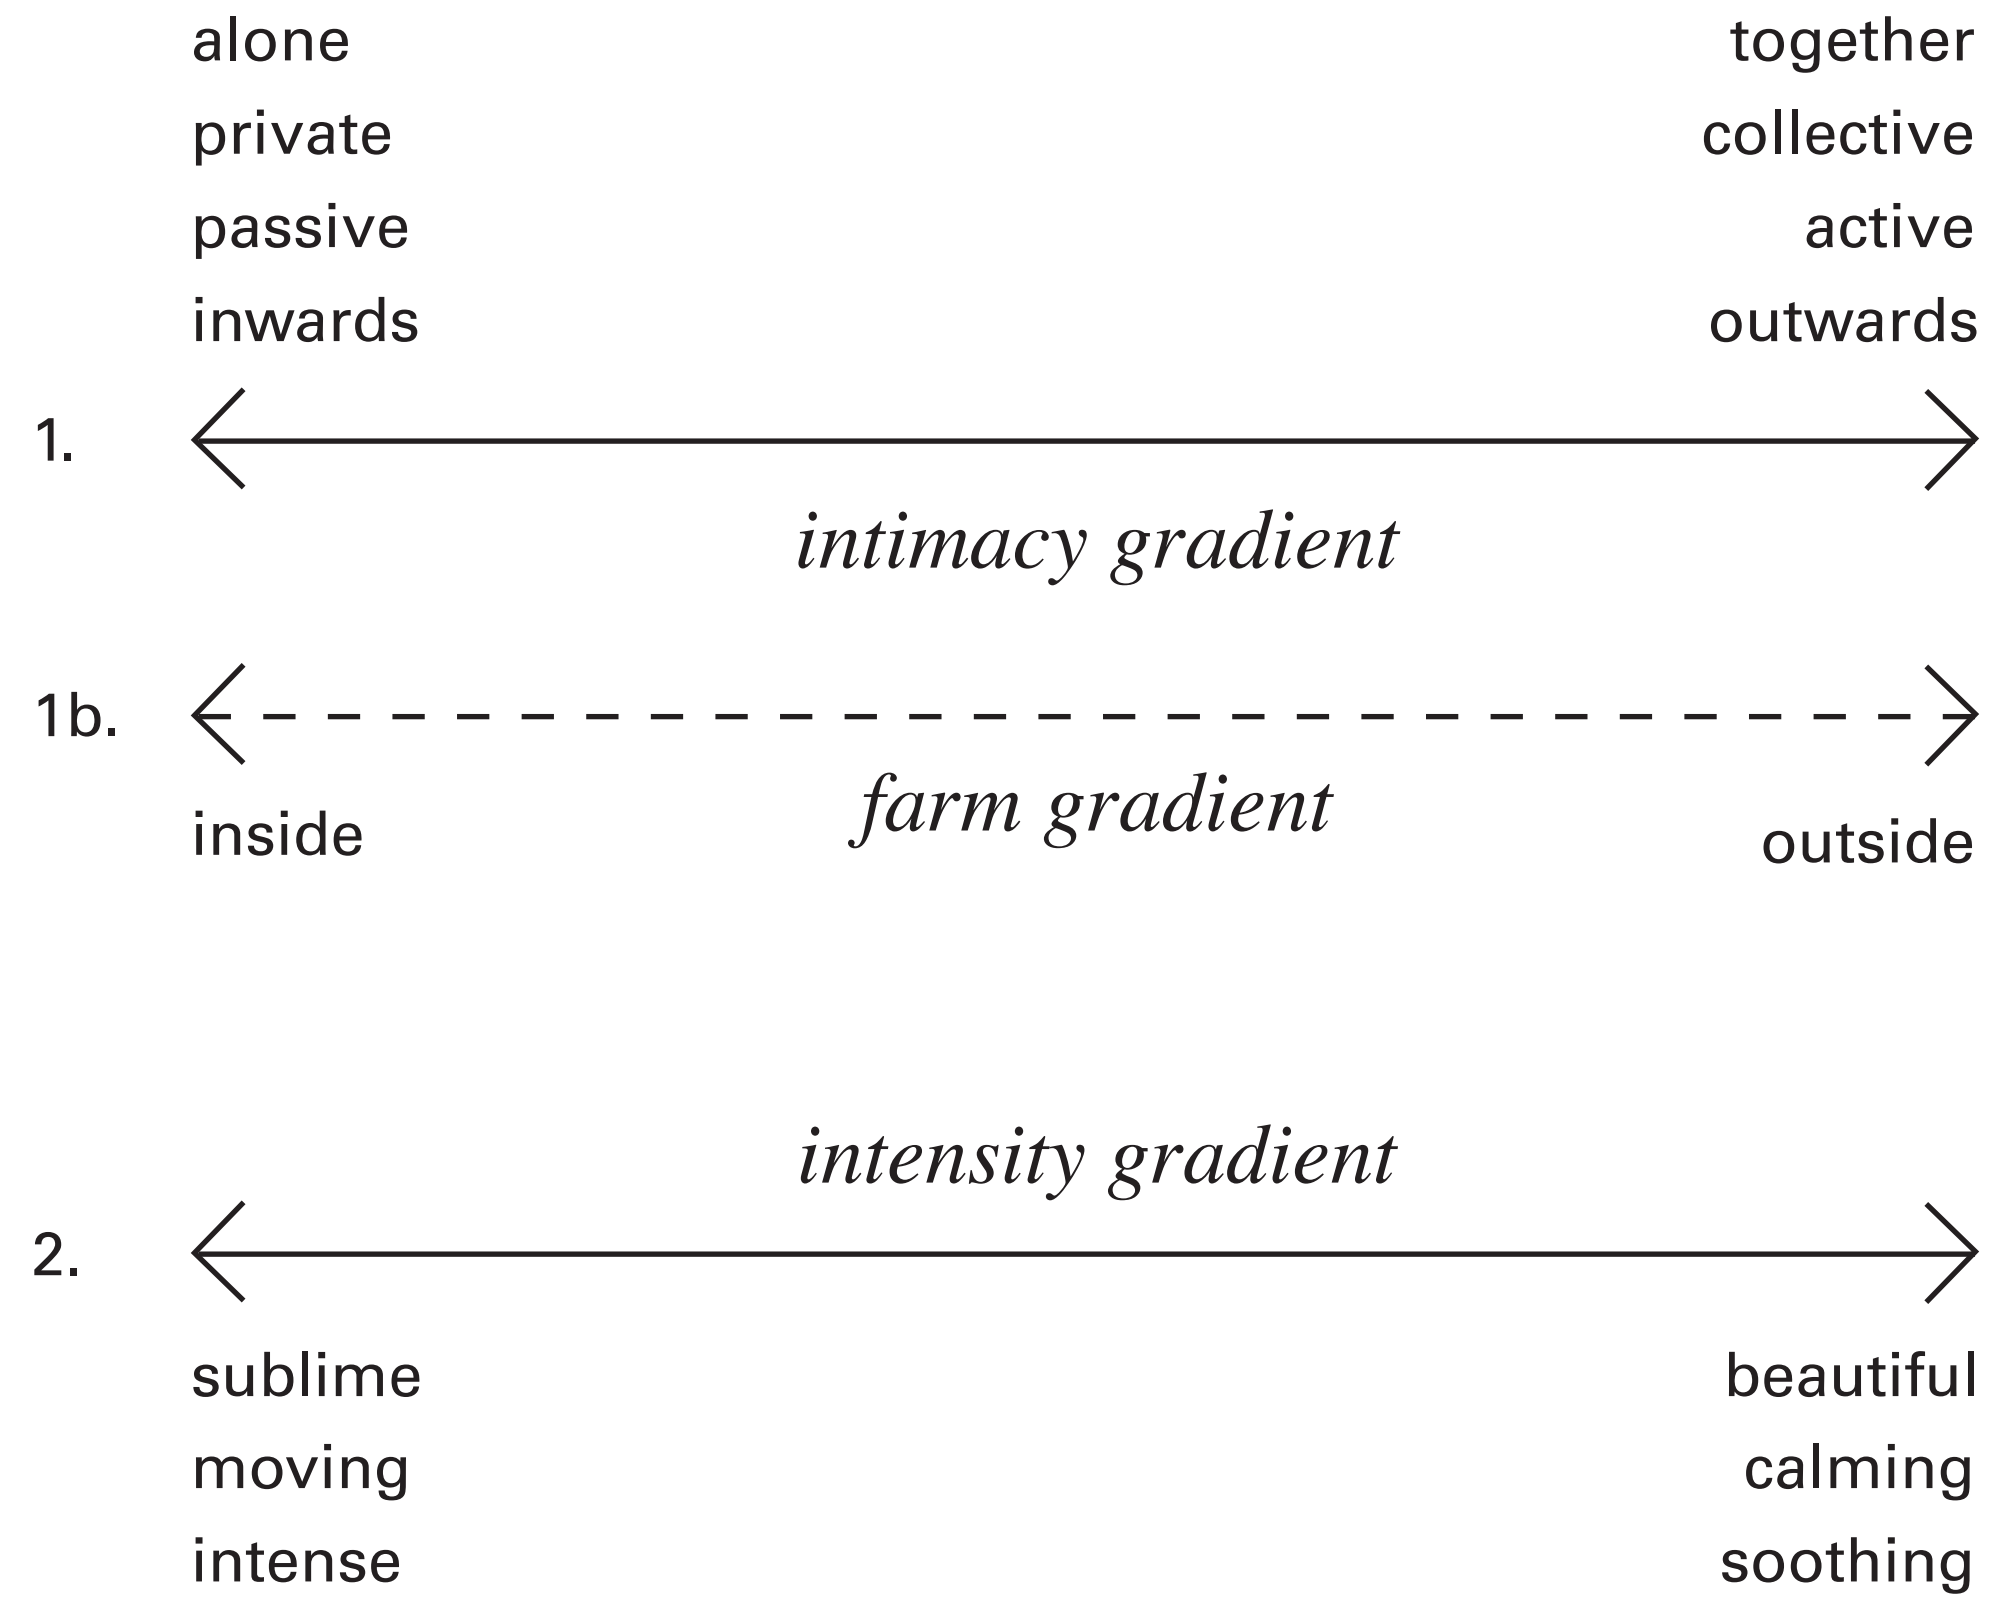 alone together
private collective
passive active
inwards outwards
1.
intimacy gradient
1b.
farm gradient
inside outside
intensity gradient
2.
sublime beautiful
moving calming
intense soothing